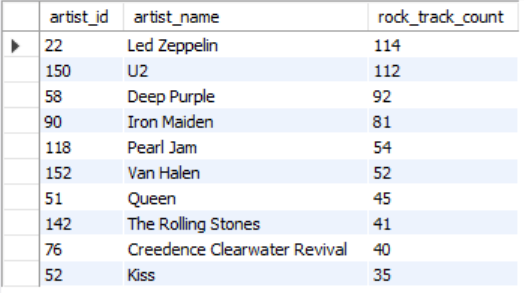 artist_id artist_name rock_track_count
22 Led Zeppelin 114
150 U2 112
58 Deep Purple 92
90 Iron Maiden 81
118 Pearl Jam 54
152 Van Halen 52
51 Queen 45
142 The Rolling Stones 41
76 Creedence Clearwater Revival 40
52 Kiss 35